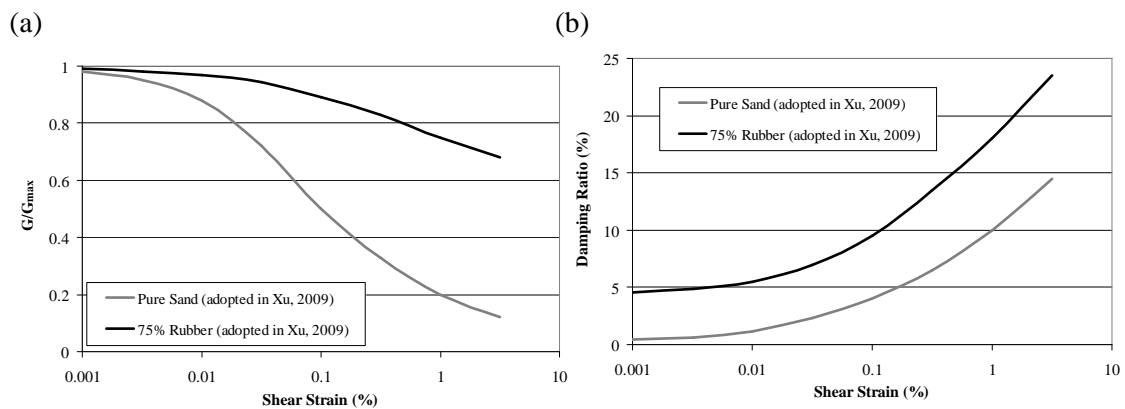 (a)
1
0.8
0.6
0.4
0.2
0
G/Gmax
Pure Sand (adopted in Xu, 2009)
75% Rubber (adopted in Xu, 2009)
0.001 0.01 0.1 1 10
Shear Strain (%)
(b)
25
20
15
10
5
0
Damping Ratio (%)
Pure Sand (adopted in Xu, 2009)
75% Rubber (adopted in Xu, 2009)
0.001 0.01 0.1 1 10
Shear Strain (%)